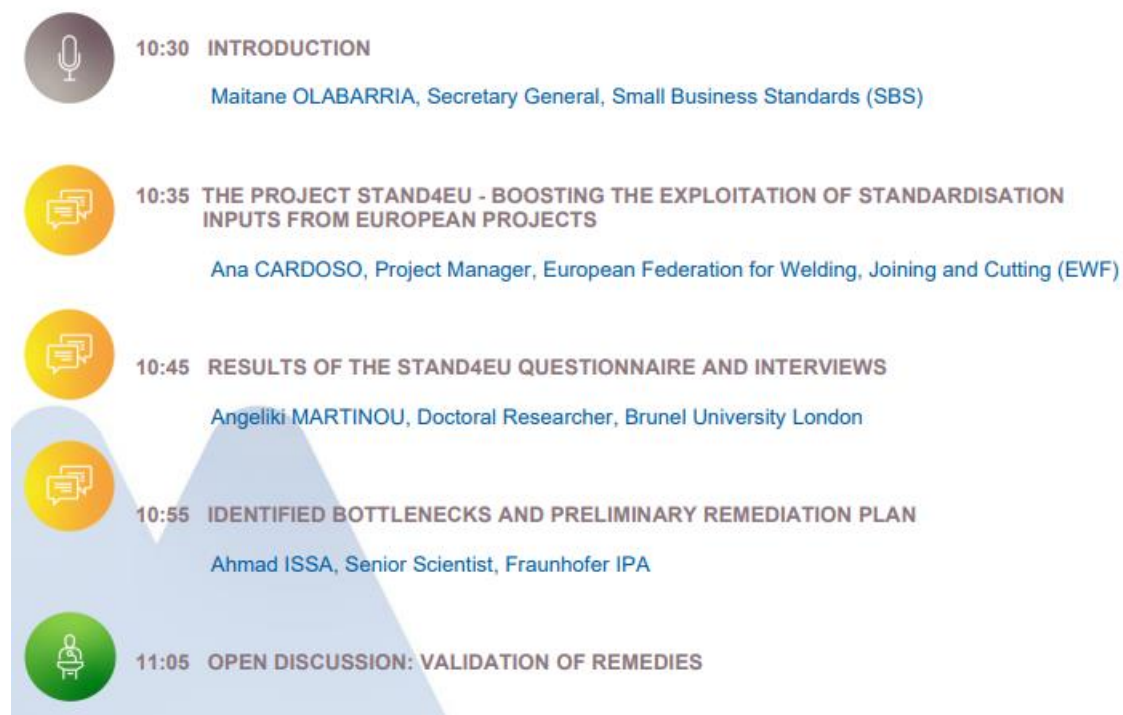 10:30 INTRODUCTION
Maitane OLABARRIA, Secretary General, Small Business Standards (SBS)
10:35 THE PROJECT STAND4EU - BOOSTING THE EXPLOITATION OF STANDARDISATION
INPUTS FROM EUROPEAN PROJECTS
Ana CARDOSO, Project Manager, European Federation for Welding, Joining and Cutting (EWF)
10:45 RESULTS OF THE STAND4EU QUESTIONNAIRE AND INTERVIEWS
Angeliki MARTINOU, Doctoral Researcher, Brunel University London
10:55 IDENTIFIED BOTTLENECKS AND PRELIMINARY REMEDIATION PLAN
Ahmad ISSA, Senior Scientist, Fraunhofer IPA
11:05 OPEN DISCUSSION: VALIDATION OF REMEDIES